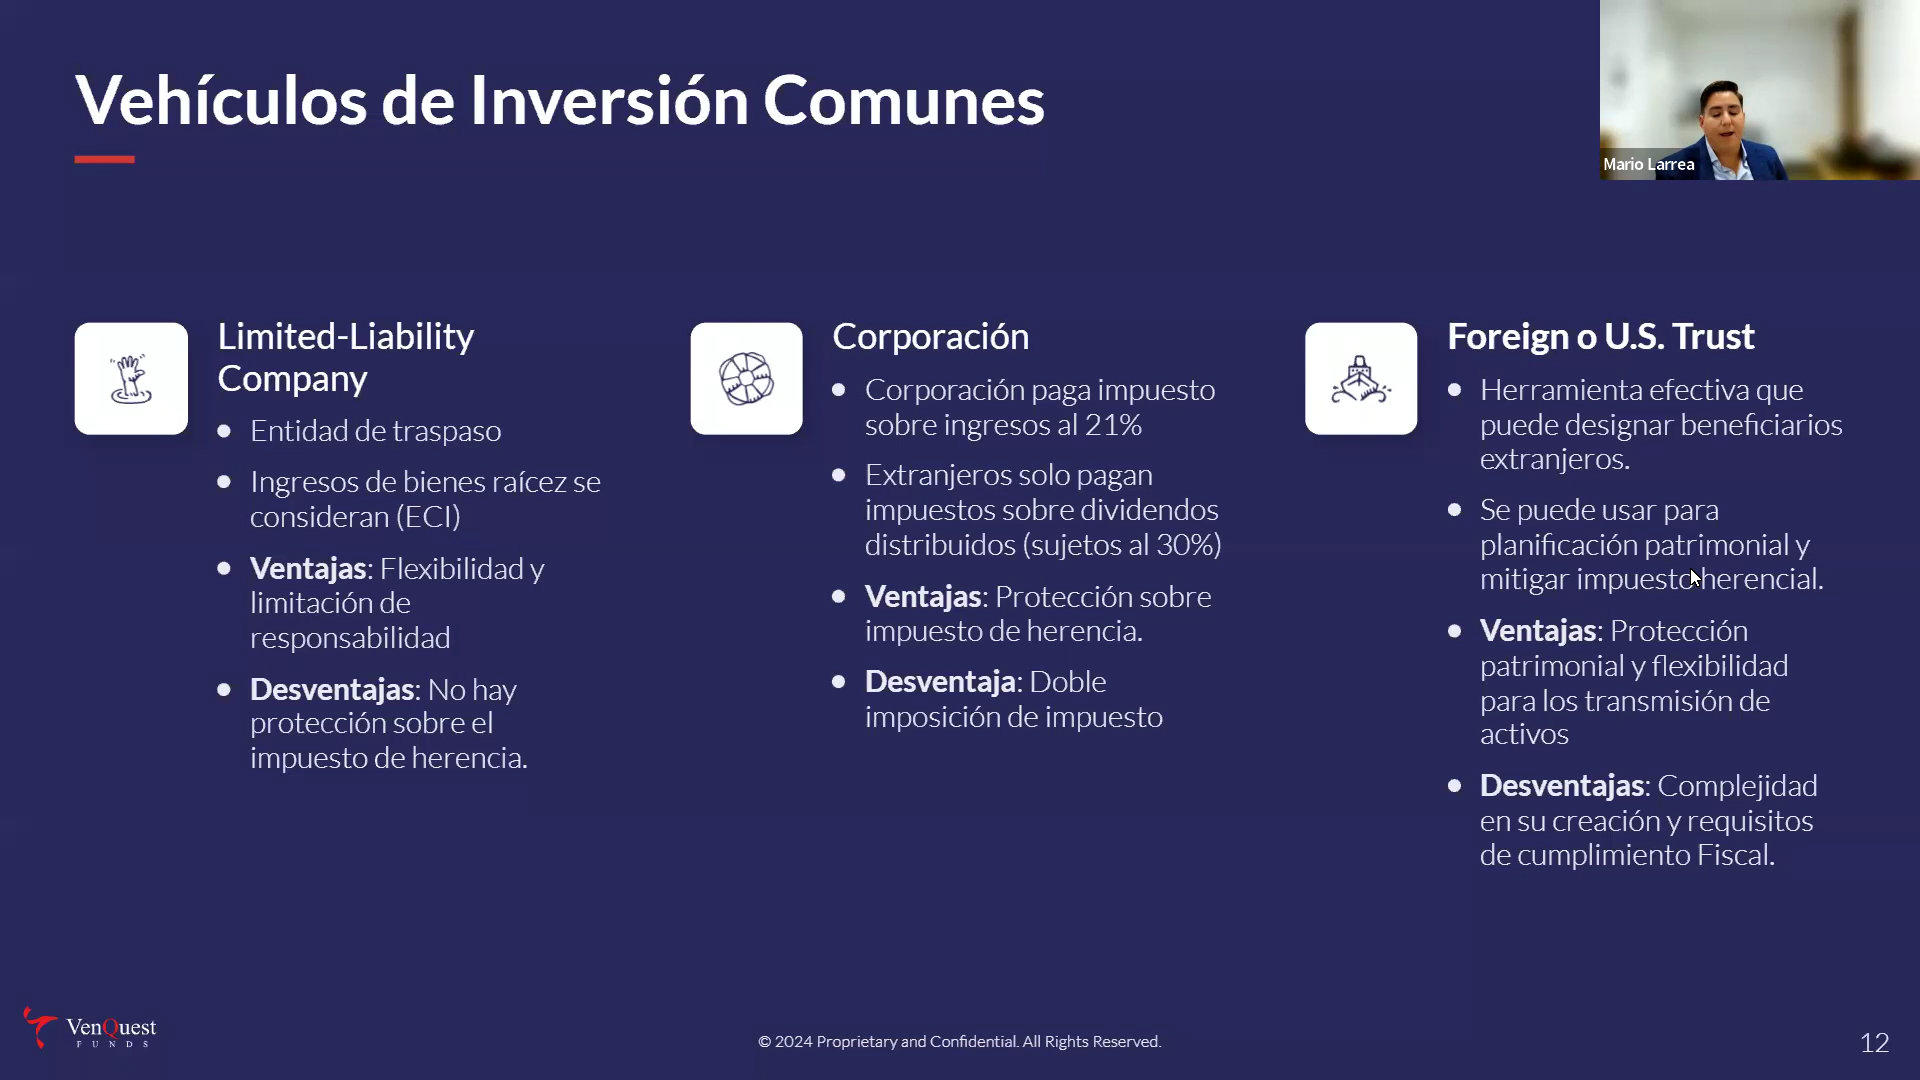 Vehículos de Inversión Comunes
Mario Larrea
Limited-Liability
Company
Entidad de traspaso
Ingresos de bienes raícez se
consideran (ECI)
Ventajas: Flexibilidad y
limitación de
responsabilidad
Desventajas: No hay
protección sobre el
impuesto de herencia.
Corporación
Corporación paga impuesto
sobre ingresos al 21%
Extranjeros solo pagan
impuestos sobre dividendos
distribuidos (sujetos al 30%)
Ventajas: Protección sobre
impuesto de herencia.
Desventaja: Doble
imposición de impuesto
Foreign o U.S. Trust
Herramienta efectiva que
puede designar beneficiarios
extranjeros.
Se puede usar para
planificación patrimonial y
mitigar impuesto herencial.
Ventajas: Protección
patrimonial y flexibilidad
para los transmisión de
activos
Desventajas: Complejidad
en su creación y requisitos
de cumplimiento Fiscal.
VenQuest
FUNDS
© 2024 Proprietary and Confidential. All Rights Reserved.
12